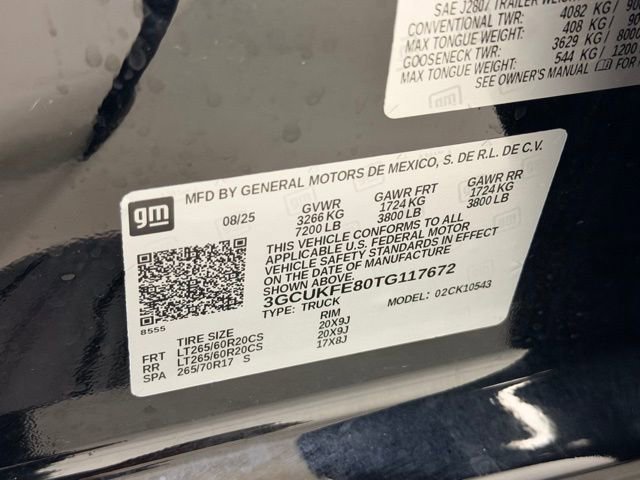 SAE J2807 TRAILER
CONVENTIONAL TWR: 4082 KG / 90
MAX TONGUE WEIGHT: 408 KG / 90
GOOSENECK TWR: 3629 KG / 8000
MAX TONGUE WEIGHT: 544 KG / 1200
SEE OWNER'S MANUAL FOR
gm
MFD BY GENERAL MOTORS DE MEXICO, S. DE R.L. DE C.V.
08/25 GVWR GAWR FRT GAWR RR
3266 KG 1724 KG 1724 KG
7200 LB 3800 LB 3800 LB
THIS VEHICLE CONFORMS TO ALL
APPLICABLE U.S. FEDERAL MOTOR
VEHICLE SAFETY STANDARDS IN EFFECT
ON THE DATE OF MANUFACTURE
SHOWN ABOVE.
3GCUKFE80TG117672
TYPE: TRUCK MODEL: 02CK10543
8555
TIRE SIZE RIM
FRT LT265/60R20CS 20X9J
RR LT265/60R20CS 20X9J
SPA 265/70R17 S 17X8J